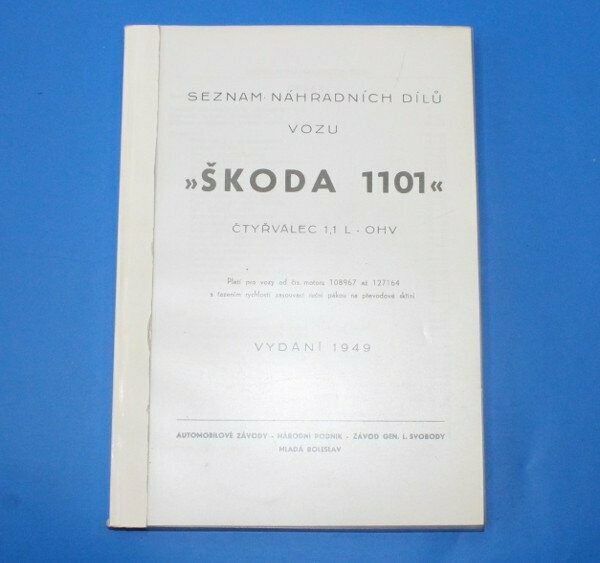 SEZNAM NÁHRADNÍCH DÍLŮ
VOZU
»ŠKODA 1101«
ČTYŘVÁLEC 1,1 L - OHV
Platí pro vozy od čís. motoru 108967 až 127164
s řazením rychlostí zasouvací ruční pákou na převodové skříni
VYDÁNÍ 1949
AUTOMOBILOVÉ ZÁVODY - NÁRODNÍ PODNIK - ZÁVOD GEN. L. SVOBODY
MLADÁ BOLESLAV